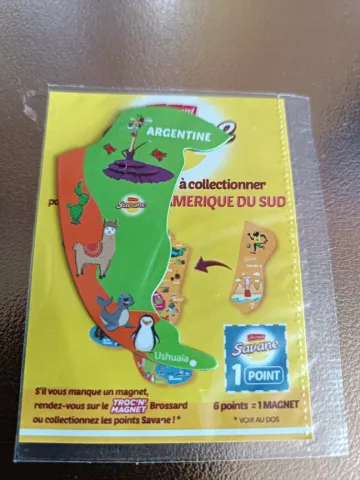 ARGENTINE
à collectionner
AMERIQUE DU SUD
Savane
Ushuaïa
Savane
1 POINT
S'il vous manque un magnet,
rendez-vous sur le TROC'N' MAGNET Brossard
ou collectionnez les points Savane ! *
6 points = 1 MAGNET
* VOIR AU DOS